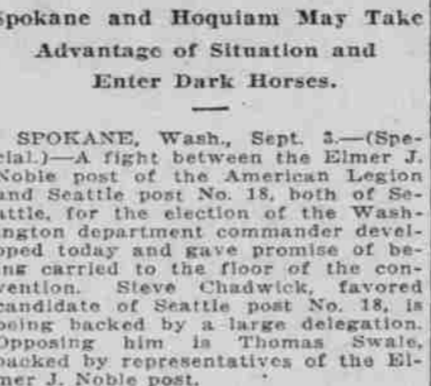 Spokane and Hoquiam May Take
Advantage of Situation and
Enter Dark Horses.
SPOKANE, Wash., Sept. 3.—(Spe-
cial.)—A fight between the Elmer J.
Noble post of the American Legion
and Seattle post No. 18, both of Se-
attle, for the election of the Wash-
ington department commander devel-
oped today and gave promise of be-
ing carried to the floor of the con-
vention. Steve Chadwick, favored
candidate of Seattle post No. 18, is
being backed by a large delegation.
Opposing him is Thomas Swale,
backed by representatives of the El-
mer J. Noble post.